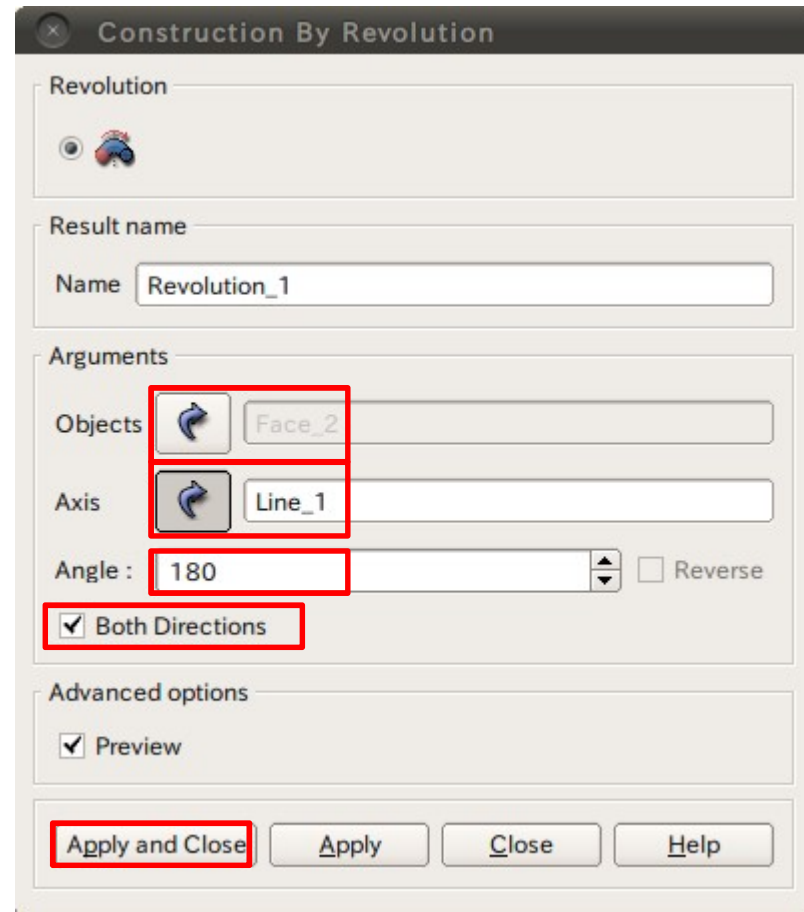 Construction By Revolution
Revolution
Result name
Name Revolution_1
Arguments
Objects Face_2
Axis Line_1
Angle : 180 Reverse
Both Directions
Advanced options
Preview
Apply and Close Apply Close Help